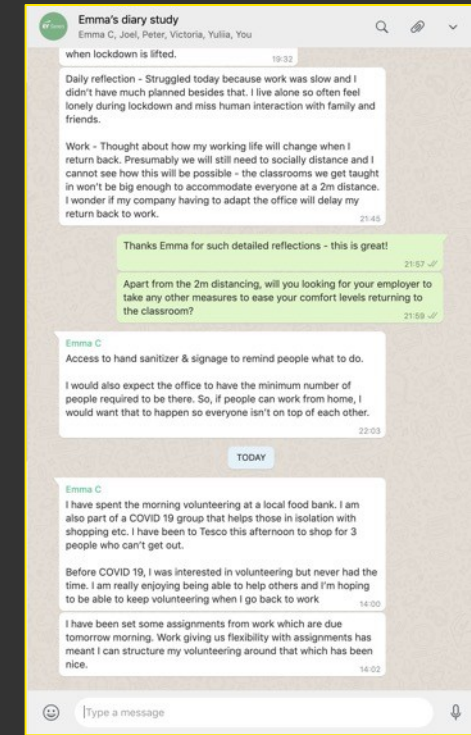 Emma's diary study
Emma C, Joel, Peter, Victoria, Yuliia, You
when lockdown is lifted.
19:32
Daily reflection - Struggled today because work was slow and I
didn't have much planned besides that. I live alone so often feel
lonely during lockdown and miss human interaction with family and
friends.
Work - Thought about how my working life will change when I
return back. Presumably we will still need to socially distance and I
cannot see how this will be possible - the classrooms we get taught
in won't be big enough to accommodate everyone at a 2m distance.
I wonder if my company having to adapt the office will delay my
return back to work.
21:45
Thanks Emma for such detailed reflections - this is great!
21:57
Apart from the 2m distancing, will you looking for your employer to
take any other measures to ease your comfort levels returning to
the classroom?
21:59
Emma C
Access to hand sanitizer & signage to remind people what to do.
I would also expect the office to have the minimum number of
people required to be there. So, if people can work from home, I
would want that to happen so everyone isn't on top of each other.
22:03
TODAY
Emma C
I have spent the morning volunteering at a local food bank. I am
also part of a COVID 19 group that helps those in isolation with
shopping etc. I have been to Tesco this afternoon to shop for 3
people who can't get out.
Before COVID 19, I was interested in volunteering but never had the
time. I am really enjoying being able to help others and I'm hoping
to be able to keep volunteering when I go back to work
14:00
I have been set some assignments from work which are due
tomorrow morning. Work giving us flexibility with assignments has
meant I can structure my volunteering around that which has been
nice.
14:02
Type a message